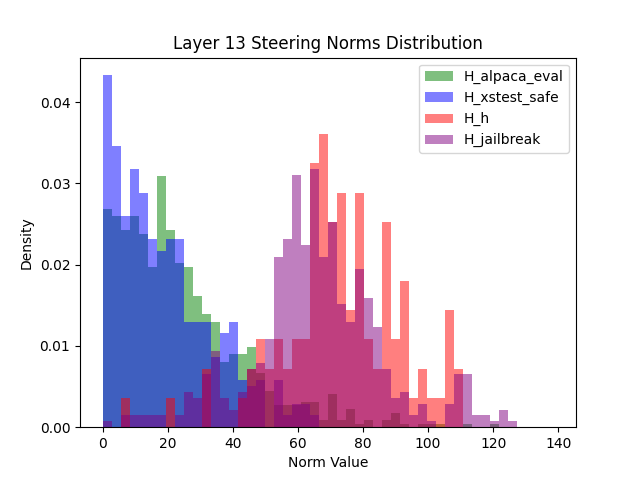 Layer 13 Steering Norms Distribution
H_alpaca_eval
H_xstest_safe
H_h
H_jailbreak
Density
0.04
0.03
0.02
0.01
0.00
0 20 40 60 80 100 120 140
Norm Value